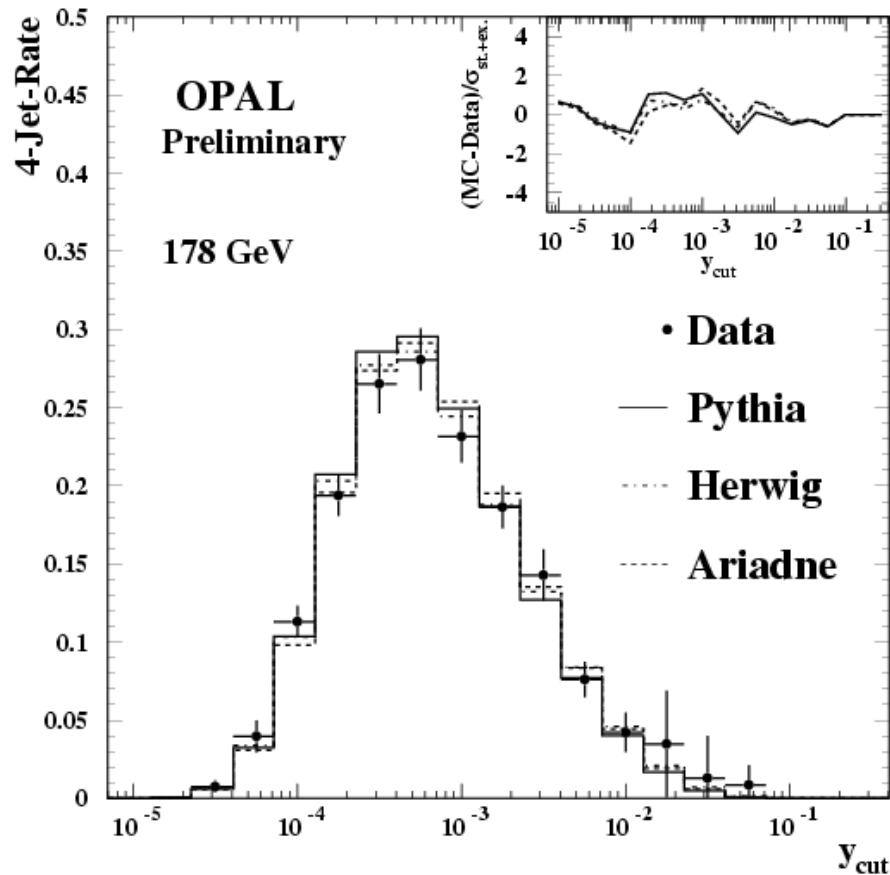 4-Jet-Rate
0.5
0.45
0.4
0.35
0.3
0.25
0.2
0.15
0.1
0.05
0
OPAL
Preliminary
178 GeV
(MC-Data)/σst.+ex.
4
2
0
-2
-4
10^-5 10^-4 10^-3 10^-2 10^-1
ycut
Data
Pythia
Herwig
Ariadne
10^-5 10^-4 10^-3 10^-2 10^-1
ycut